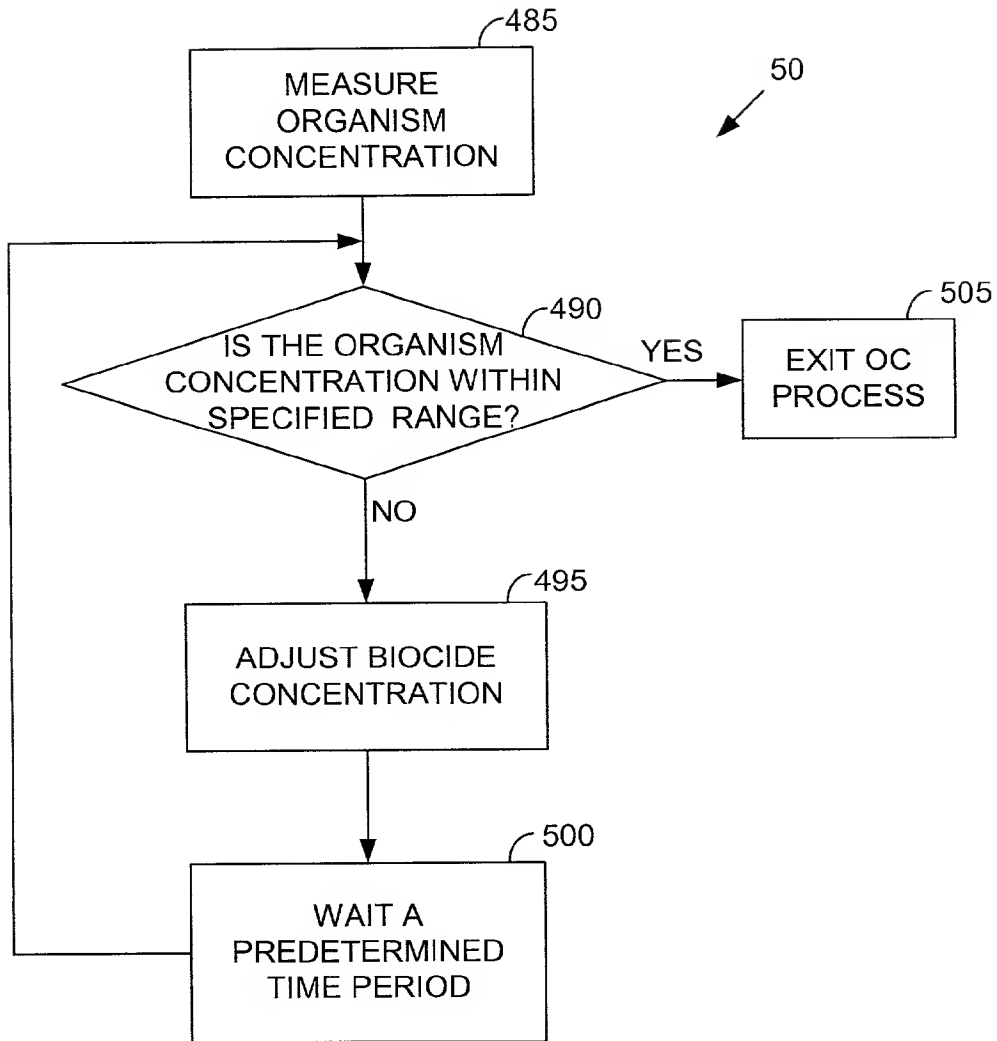 485
MEASURE
ORGANISM
CONCENTRATION
50
490
IS THE ORGANISM
CONCENTRATION WITHIN
SPECIFIED RANGE?
YES
505
EXIT OC
PROCESS
NO
495
ADJUST BIOCIDE
CONCENTRATION
500
WAIT A
PREDETERMINED
TIME PERIOD